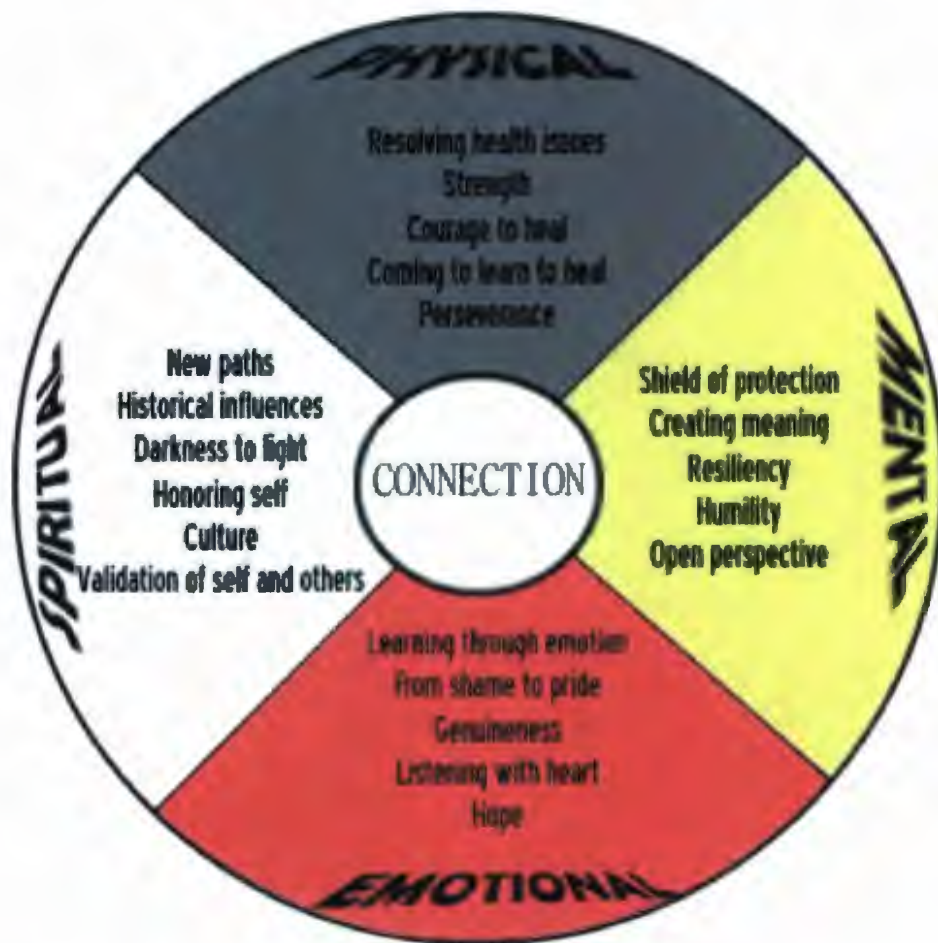 PHYSICAL
Resolving health issues
Strength
Courage to heal
Coming to learn to heal
Perseverance
MENTAL
Shield of protection
Creating meaning
Resiliency
Humility
Open perspective
CONNECTION
SPIRITUAL
New paths
Historical influences
Darkness to light
Honoring self
Culture
Validation of self and others
Learning through emotion
From shame to pride
Genuineness
Listening with heart
Hope
EMOTIONAL